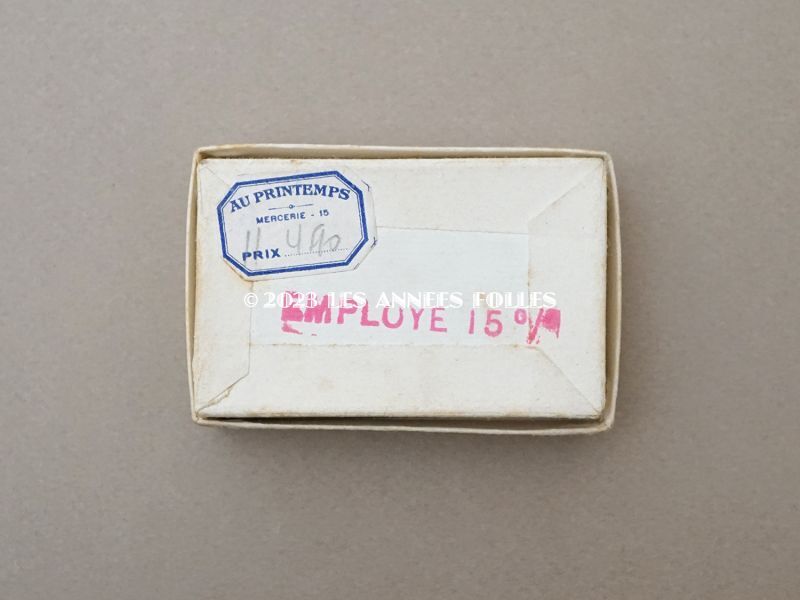 AU PRINTEMPS
MERCERIE - 15
PRIX
© 2023 LES ANNEES FOLLES
EMPLOYE 15 %